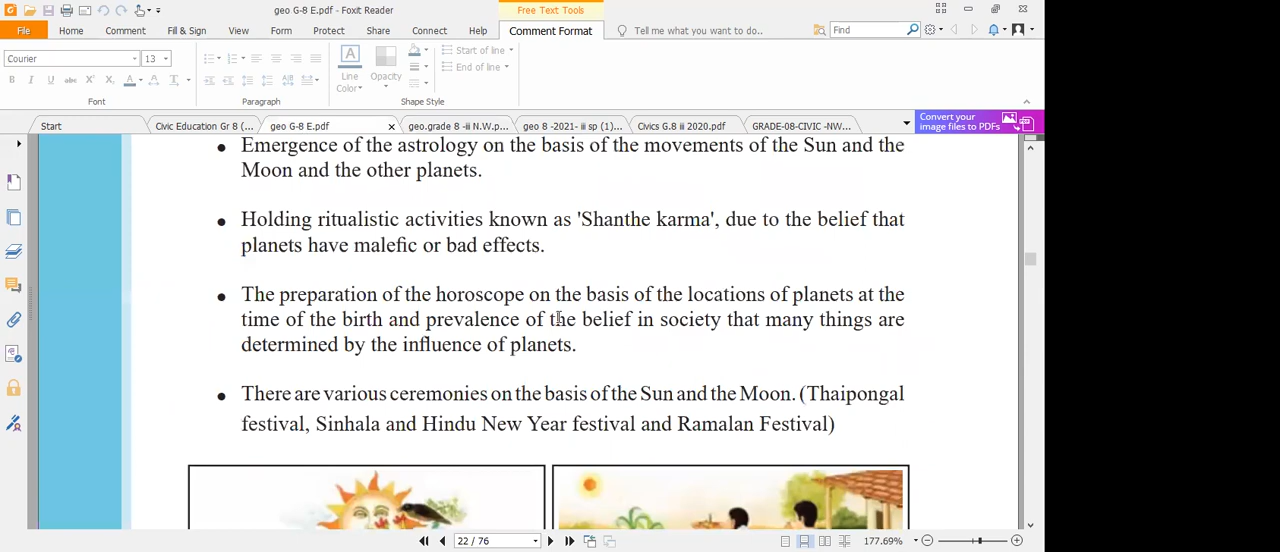 geo G-8 E.pdf - Foxit Reader
Free Text Tools
File Home Comment Fill & Sign View Form Protect Share Connect Help Comment Format Tell me what you want to do.. Find
Courier 13
Line Color
Opacity
Start of line
End of line
Font Paragraph Shape Style
Start Civic Education Gr 8 (... geo G-8 E.pdf geo.grade 8 -ii N.W.p... geo 8 -2021- ii sp (1)... Civics G.8 ii 2020.pdf GRADE-08-CIVIC -NW...
Convert your
image files to PDFs
• Emergence of the astrology on the basis of the movements of the Sun and the
Moon and the other planets.
• Holding ritualistic activities known as 'Shanthe karma', due to the belief that
planets have malefic or bad effects.
• The preparation of the horoscope on the basis of the locations of planets at the
time of the birth and prevalence of the belief in society that many things are
determined by the influence of planets.
• There are various ceremonies on the basis of the Sun and the Moon. (Thaipongal
festival, Sinhala and Hindu New Year festival and Ramalan Festival)
22 / 76
177.69%